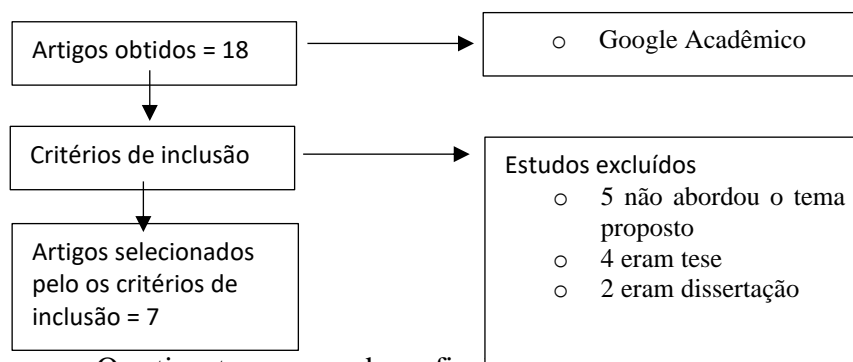 Artigos obtidos = 18
o Google Acadêmico
Critérios de inclusão
Estudos excluídos
o 5 não abordou o tema
proposto
o 4 eram tese
o 2 eram dissertação
Artigos selecionados
pelo os critérios de
inclusão = 7